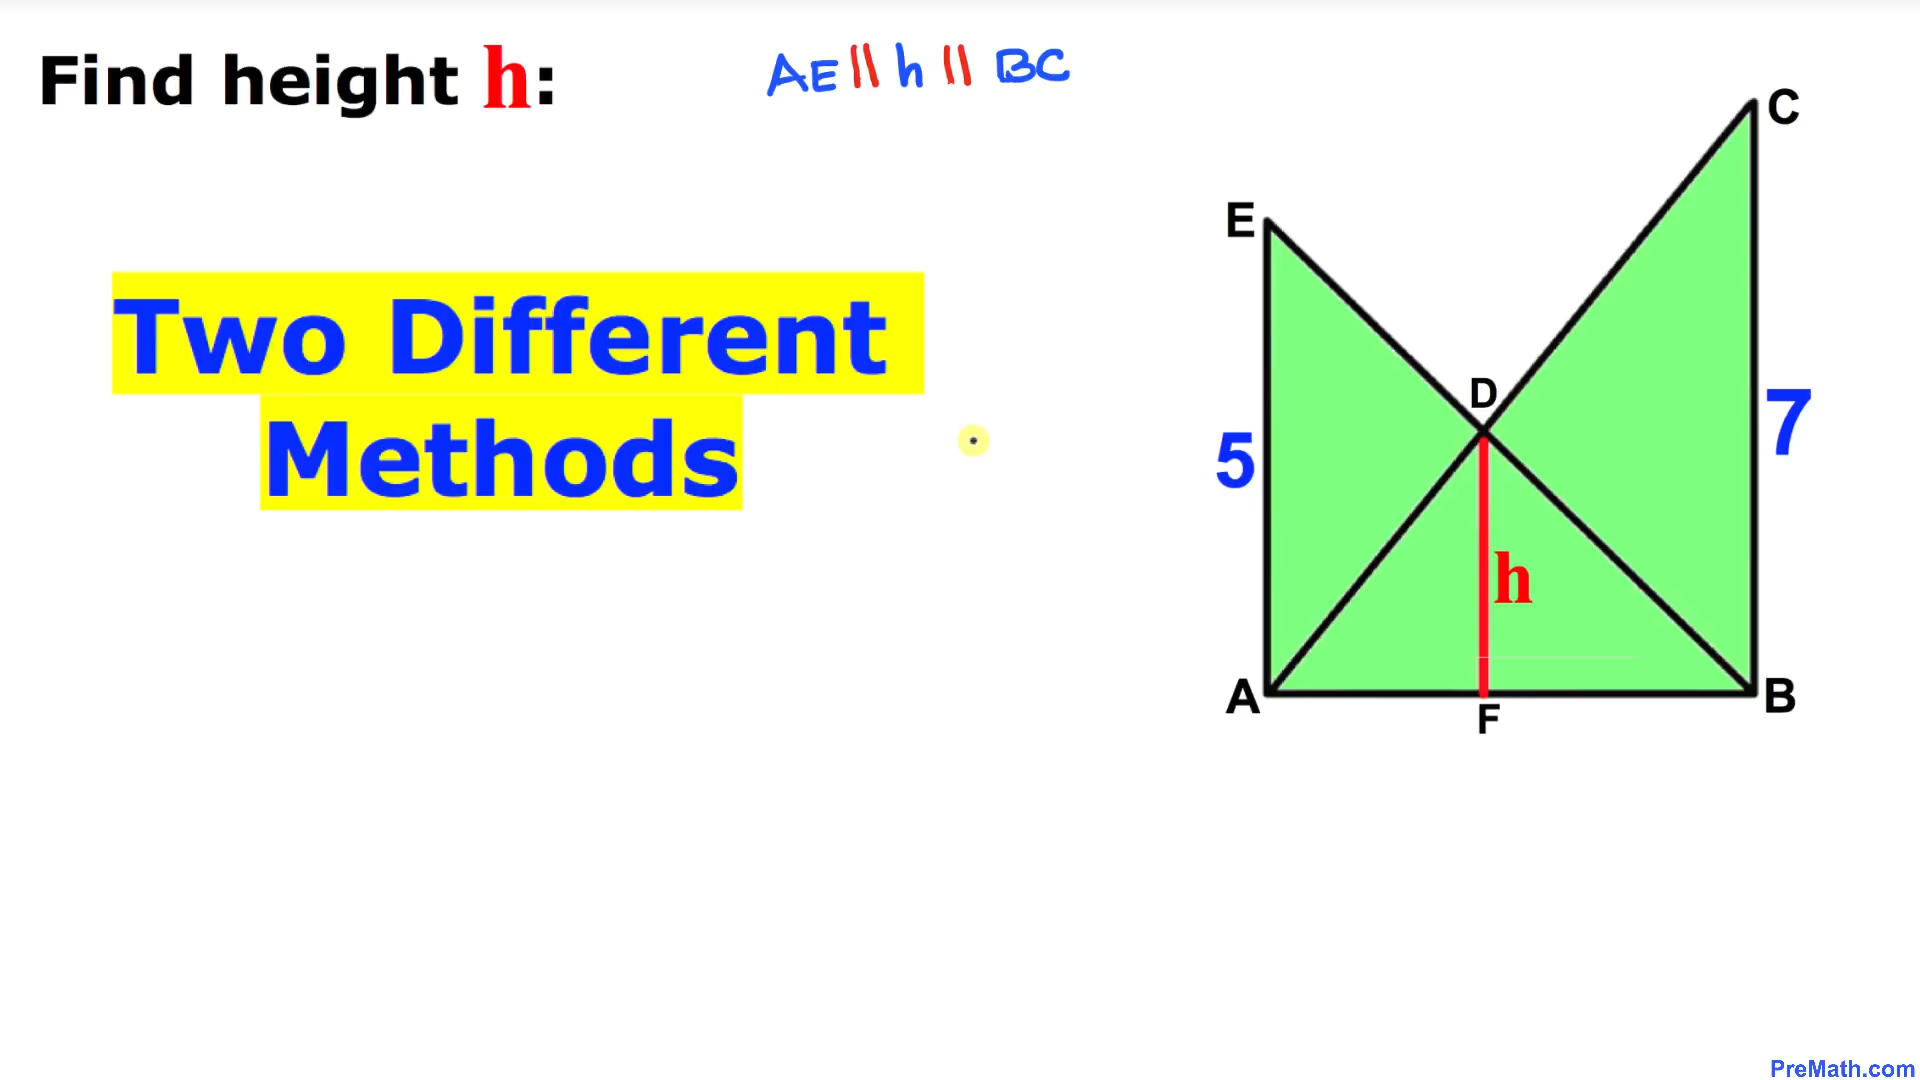 Find height h:
AE || h || BC
Two Different
Methods
C
E
D
5
7
h
A
F
B
PreMath.com